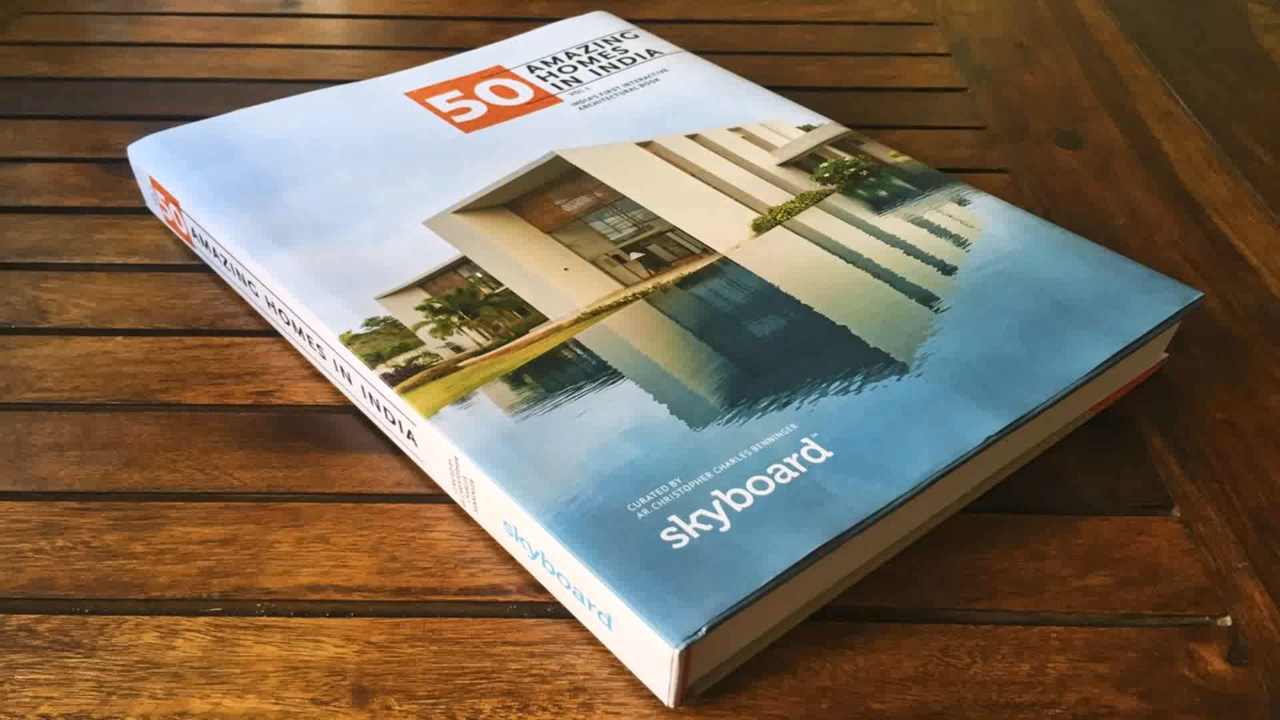 50
AMAZING
HOMES
IN INDIA
VOL 1
INDIA'S FIRST INTERACTIVE
ARCHITECTURAL BOOK
CURATED BY
AR. CHRISTOPHER CHARLES BENNINGER
skyboard™
50 AMAZING HOMES IN INDIA
skyboard